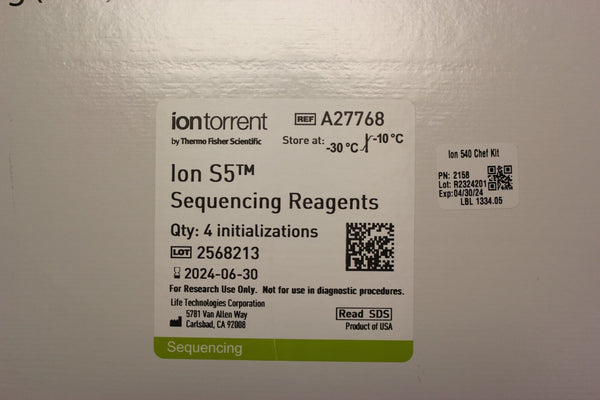 iontorrent
by Thermo Fisher Scientific
REF A27768
Store at: -30 °C -10 °C
Ion S5™
Sequencing Reagents
Qty: 4 initializations
LOT 2568213
2024-06-30
For Research Use Only. Not for use in diagnostic procedures.
Life Technologies Corporation
5781 Van Allen Way
Carlsbad, CA 92008
Read SDS
Product of USA
Sequencing
Ion 540 Chef Kit
PN: 2158
Lot: R2324201
Exp:04/30/24
LBL 1334.05